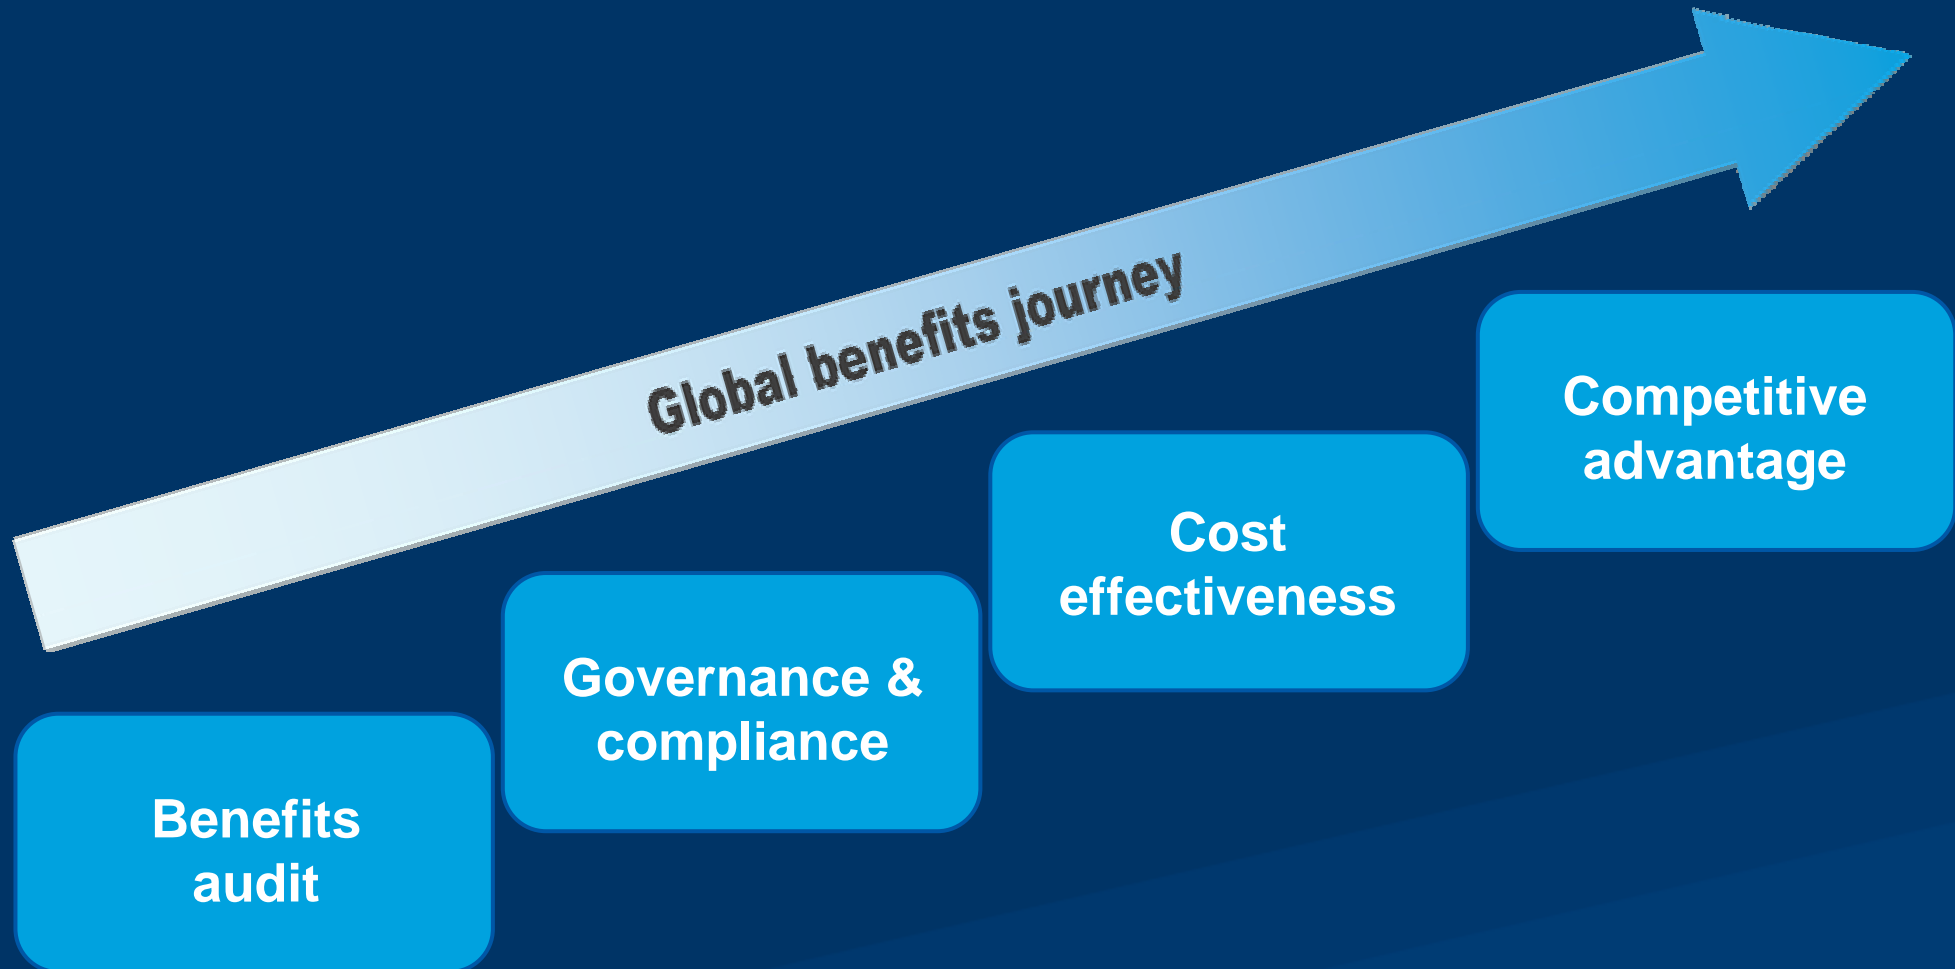 Global benefits journey
Competitive
advantage
Cost
effectiveness
Governance &
compliance
Benefits
audit